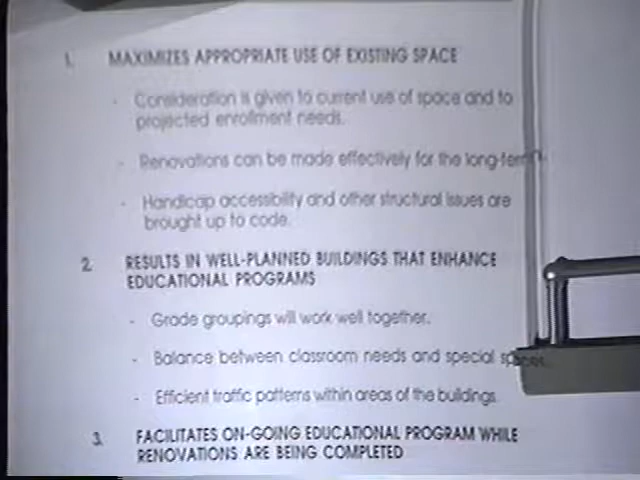 1. MAXIMIZES APPROPRIATE USE OF EXISTING SPACE
- Consideration is given to current use of space and to
projected enrollment needs.
- Renovations can be made effectively for the long-term.
- Handicap accessibility and other structural issues are
brought up to code.
2. RESULTS IN WELL-PLANNED BUILDINGS THAT ENHANCE
EDUCATIONAL PROGRAMS
- Grade groupings will work well together.
- Balance between classroom needs and special spaces.
- Efficient traffic patterns within areas of the buildings.
3. FACILITATES ON-GOING EDUCATIONAL PROGRAM WHILE
RENOVATIONS ARE BEING COMPLETED